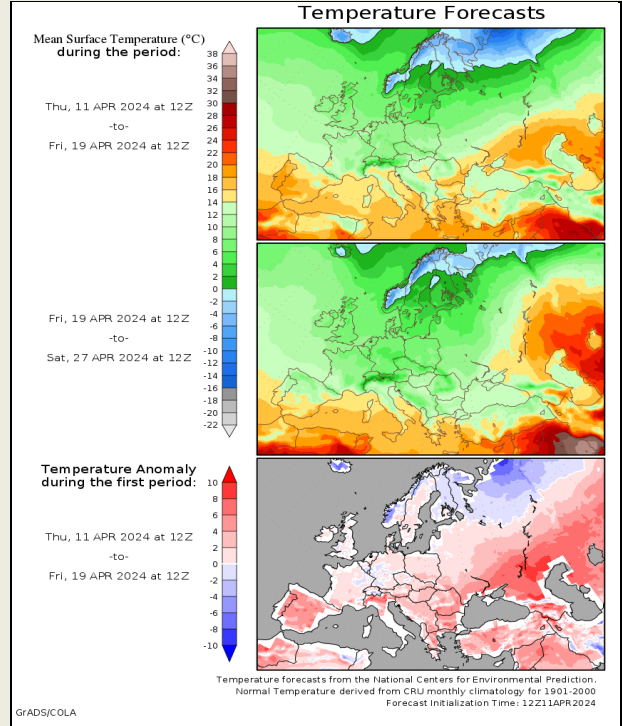 Temperature Forecasts
Mean Surface Temperature (°C)
during the period:
Thu, 11 APR 2024 at 12Z
-to-
Fri, 19 APR 2024 at 12Z
38
36
34
32
30
28
26
24
22
20
18
16
14
12
10
8
6
4
2
0
-2
-4
-6
-8
-10
-12
-14
-16
-18
-20
-22
Fri, 19 APR 2024 at 12Z
-to-
Sat, 27 APR 2024 at 12Z
Temperature Anomaly
during the first period:
Thu, 11 APR 2024 at 12Z
-to-
Fri, 19 APR 2024 at 12Z
10
8
6
4
2
0
-2
-4
-6
-8
-10
Temperature forecasts from the National Centers for Environmental Prediction.
Normal Temperature derived from CRU monthly climatology for 1901-2000
Forecast Initialization Time: 12Z11APR2024
GrADS/COLA